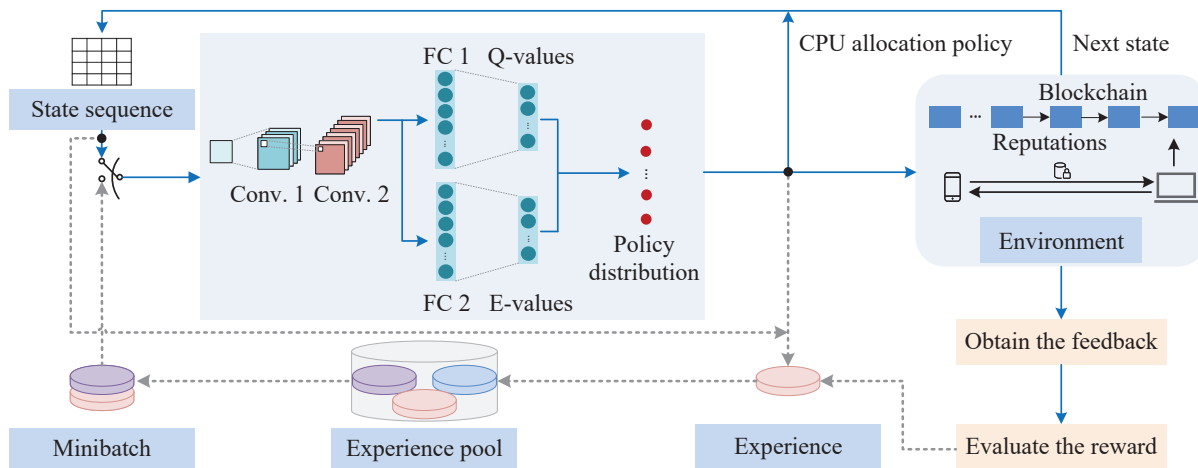 CPU allocation policy
Next state
State sequence
FC 1
Q-values
Conv. 1
Conv. 2
FC 2
E-values
Policy
distribution
Blockchain
Reputations
Environment
Obtain the feedback
Evaluate the reward
Minibatch
Experience pool
Experience